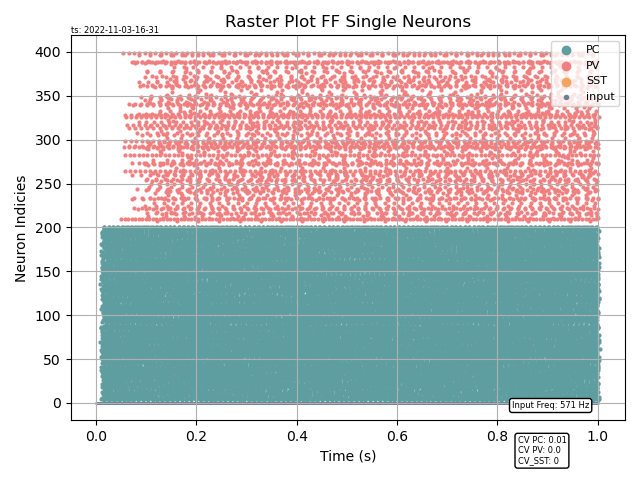 Raster Plot FF Single Neurons
ts: 2022-11-03-16-31
400
350
300
250
200
150
100
50
0
Neuron Indicies
PC
PV
SST
input
Input Freq: 571 Hz
0.0 0.2 0.4 0.6 0.8 1.0
Time (s)
CV PC: 0.01
CV PV: 0.0
CV_SST: 0